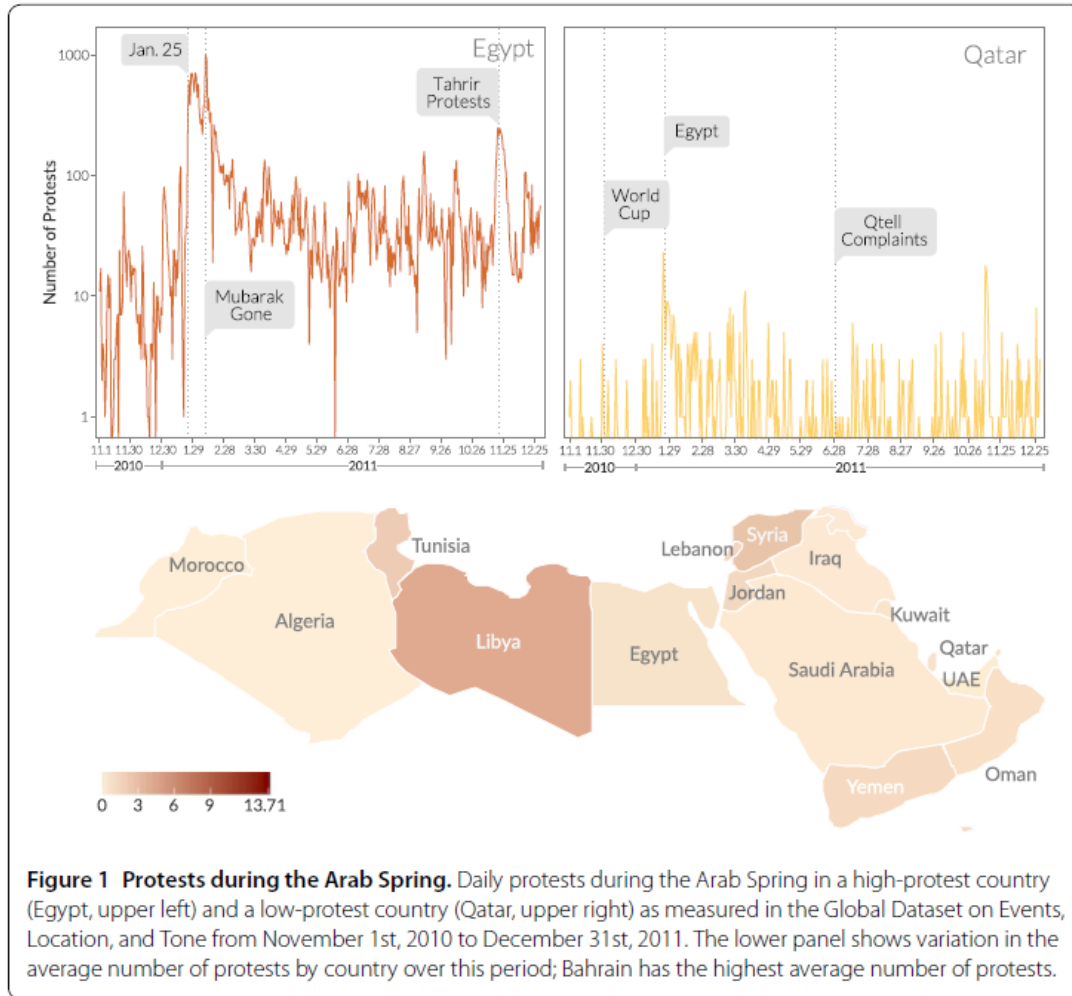 Egypt
Jan. 25
Tahrir
Protests
Mubarak
Gone
Number of Protests
1000
100
10
1
11.1 11.30 12.30 1.29 2.28 3.30 4.29 5.29 6.28 7.28 8.27 9.26 10.26 11.25 12.25
2010 2011
Qatar
Egypt
World
Cup
Qtell
Complaints
11.1 11.30 12.30 1.29 2.28 3.30 4.29 5.29 6.28 7.28 8.27 9.26 10.26 11.25 12.25
2010 2011
Morocco
Algeria
Tunisia
Libya
Egypt
Lebanon
Syria
Jordan
Iraq
Kuwait
Saudi Arabia
Qatar
UAE
Oman
Yemen
0 3 6 9 13.71
Figure 1 Protests during the Arab Spring. Daily protests during the Arab Spring in a high-protest country
(Egypt, upper left) and a low-protest country (Qatar, upper right) as measured in the Global Dataset on Events,
Location, and Tone from November 1st, 2010 to December 31st, 2011. The lower panel shows variation in the
average number of protests by country over this period; Bahrain has the highest average number of protests.